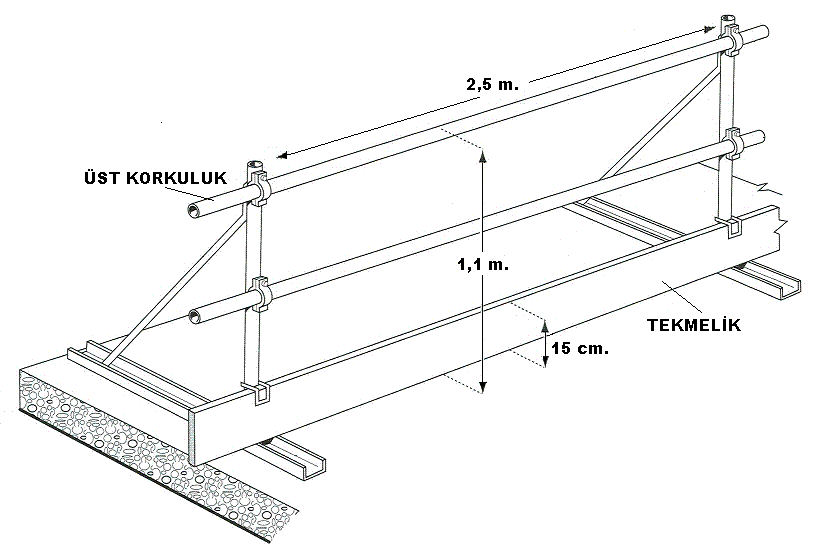 2,5 m.
ÜST KORKULUK
1,1 m.
TEKMELİK
15 cm.